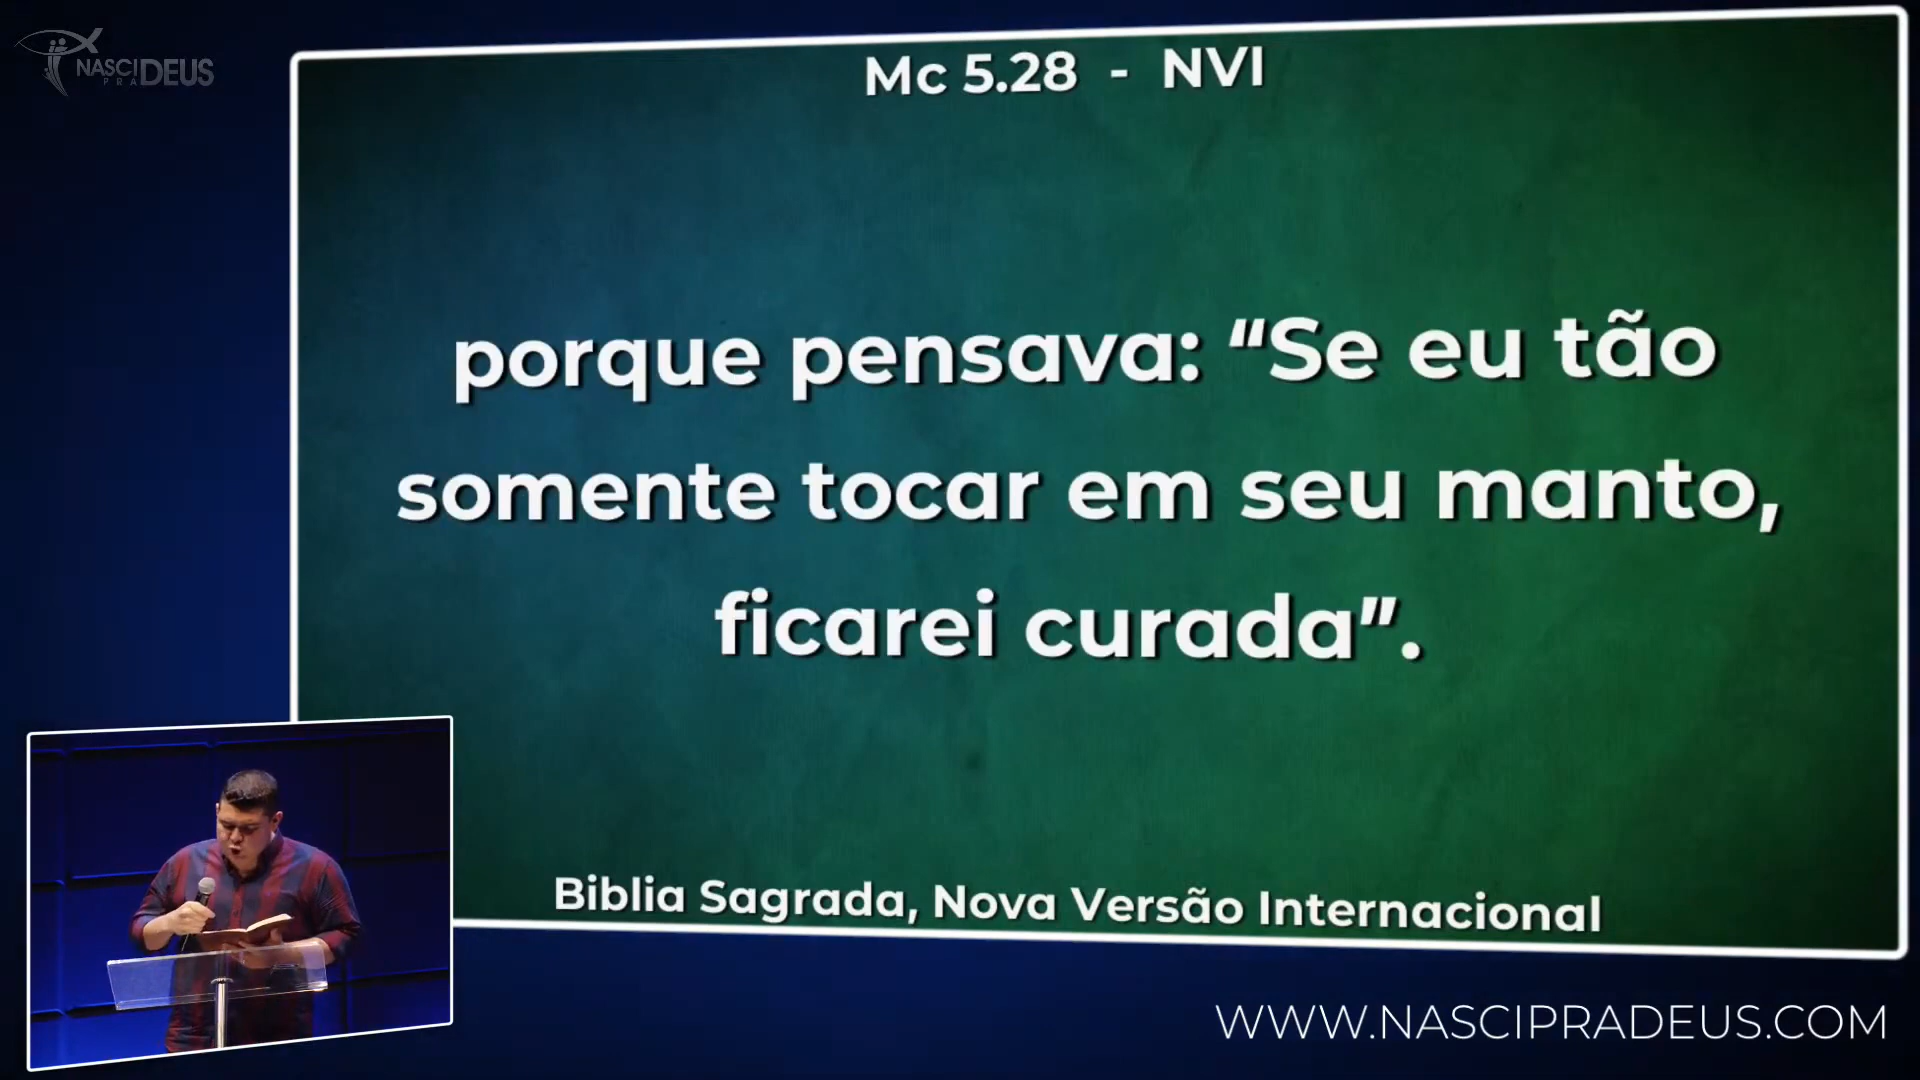 NASCI PRA DEUS
Mc 5.28 - NVI
porque pensava: “Se eu tão
somente tocar em seu manto,
ficarei curada”.
Biblia Sagrada, Nova Versão Internacional
WWW.NASCIPRADEUS.COM